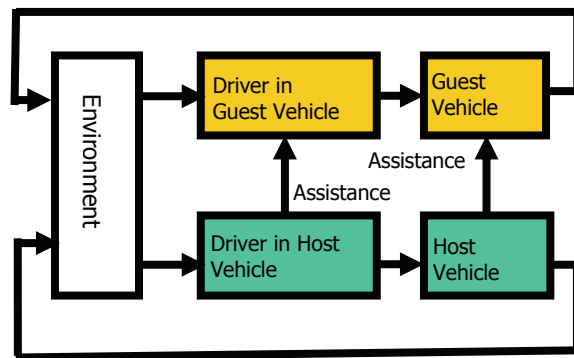 Environment
Driver in
Guest Vehicle
Guest
Vehicle
Assistance
Assistance
Driver in Host
Vehicle
Host
Vehicle